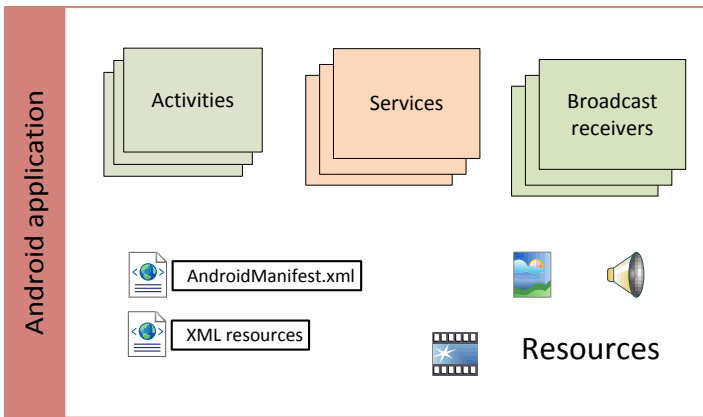 Android application
Activities
Services
Broadcast
receivers
AndroidManifest.xml
XML resources
Resources